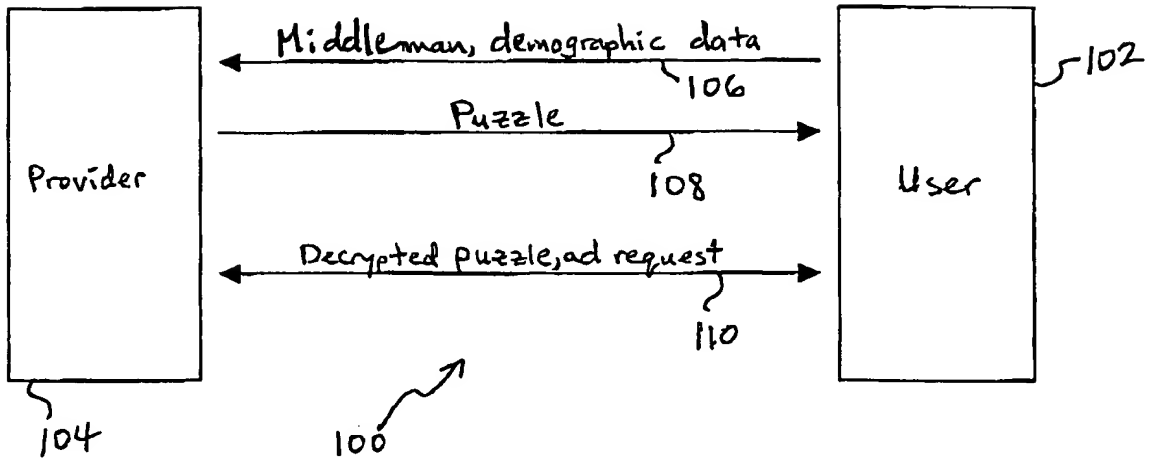 Middleman, demographic data
106
102
Puzzle
108
Provider
User
Decrypted puzzle, ad request
110
104
100